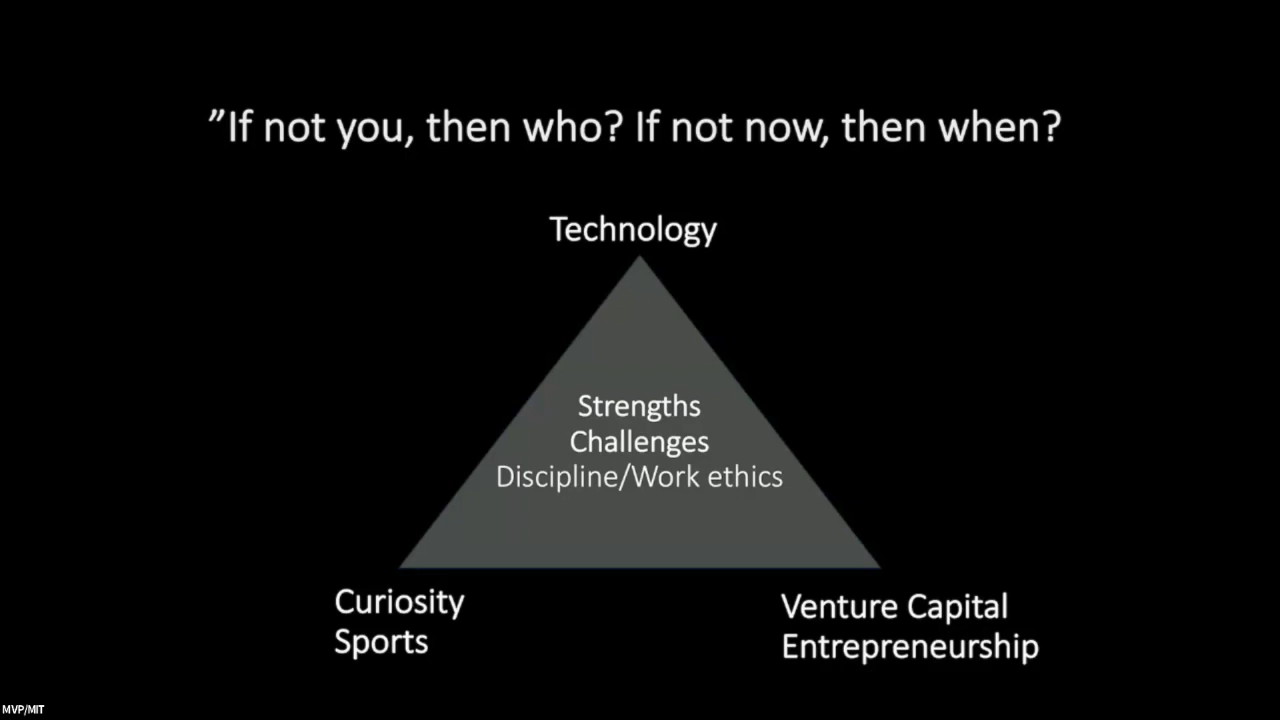 ”If not you, then who? If not now, then when?
Technology
Strengths
Challenges
Discipline/Work ethics
Curiosity
Sports
Venture Capital
Entrepreneurship
MVP/MIT